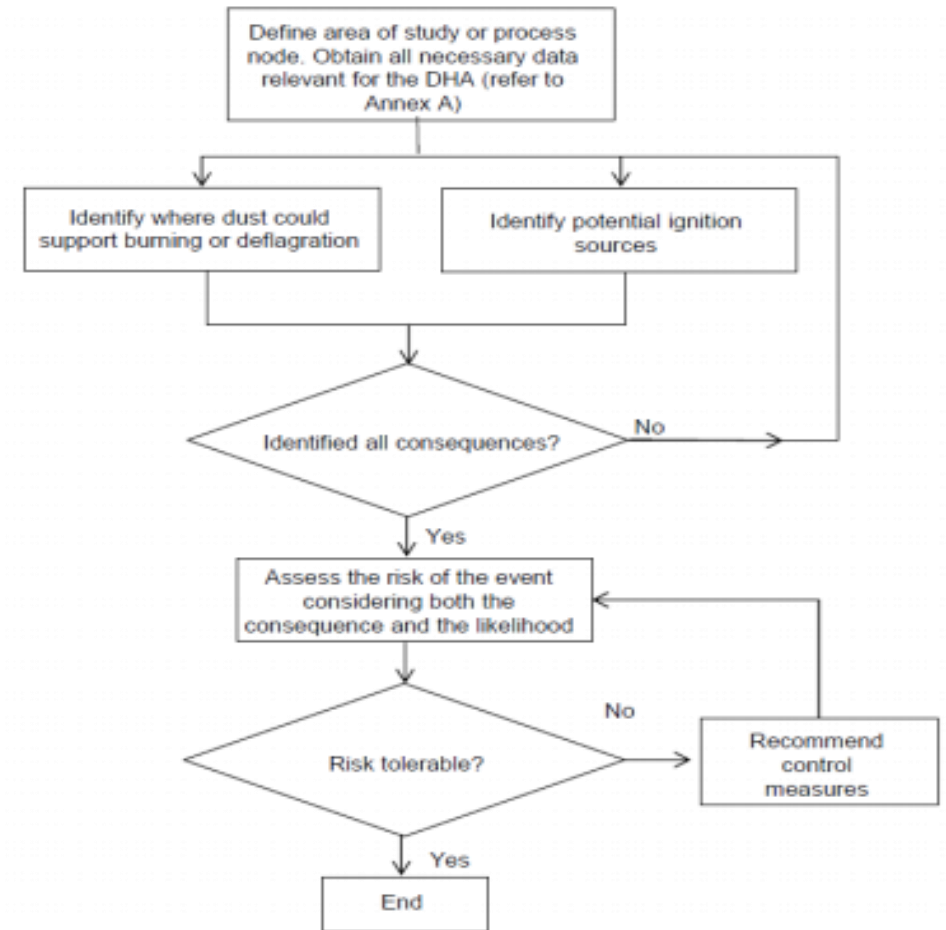 Define area of study or process
node. Obtain all necessary data
relevant for the DHA (refer to
Annex A)
Identify where dust could
support burning or deflagration
Identify potential ignition
sources
Identified all consequences?
No
Yes
Assess the risk of the event
considering both the
consequence and the likelihood
Risk tolerable?
No
Recommend
control
measures
Yes
End